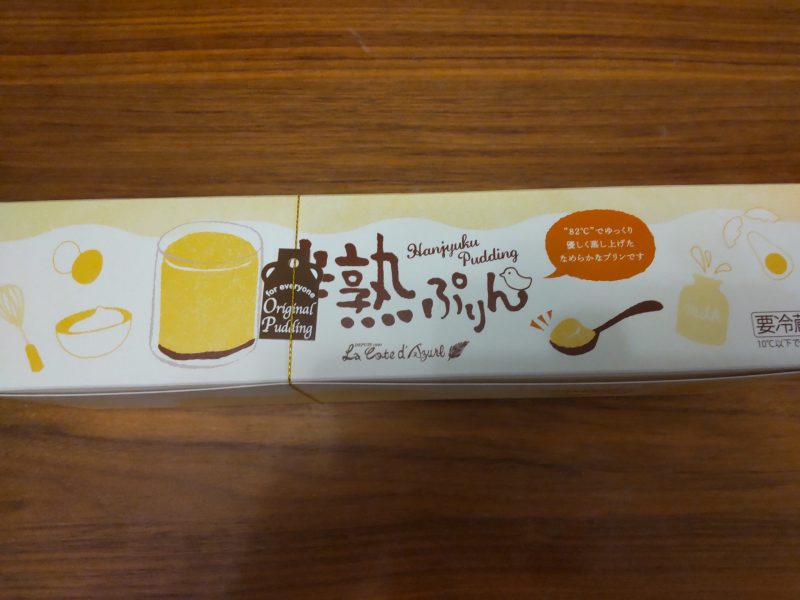 for everyone
Original
Pudding
熟ぷりん
Hanjyuku
Pudding
DEPUIS
La Cote d'Azurl
"82℃"でゆっくり
優しく蒸し上げた
なめらかなプリンです
要冷蔵
10℃以下で